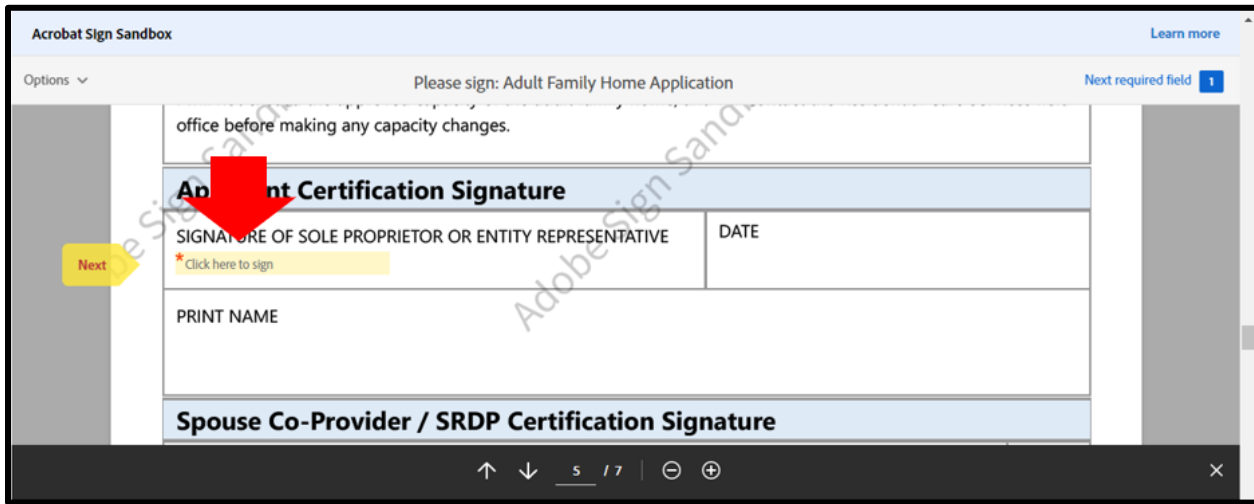 Acrobat Sign Sandbox Learn more
Options Please sign: Adult Family Home Application Next required field 1
office before making any capacity changes.
nt Certification Signature
SIGNATURE OF SOLE PROPRIETOR OR ENTITY REPRESENTATIVE DATE
Next *Click here to sign
PRINT NAME
Adobe Sign Sandb
Spouse Co-Provider / SRDP Certification Signature
5 / 7